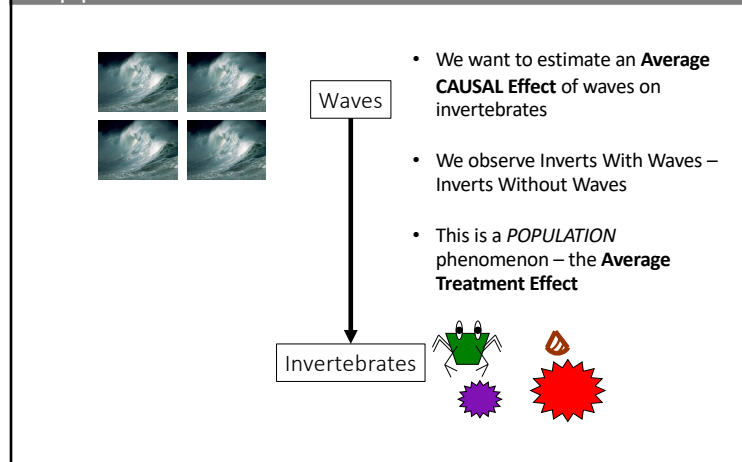 Waves
• We want to estimate an Average
CAUSAL Effect of waves on
invertebrates
• We observe Inverts With Waves –
Inverts Without Waves
• This is a POPULATION
phenomenon – the Average
Treatment Effect
Invertebrates